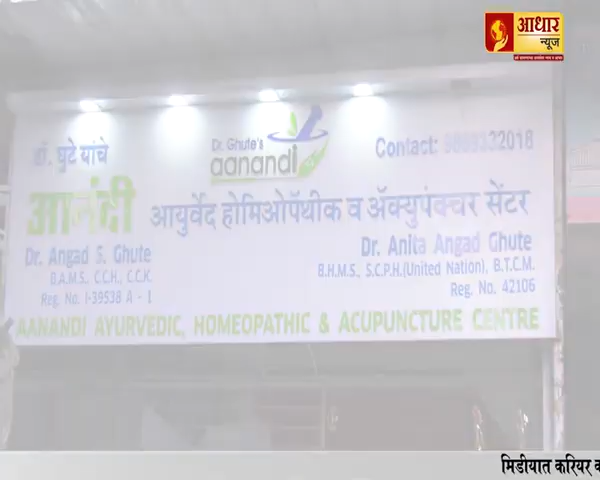 आधार
न्यूज
डॉ. घुटे यांचे
Dr. Ghute's
aanandi
Contact:
आनंदी
आयुर्वेद होमिओपॅथीक व ॲक्युपंक्चर सेंटर
Dr. Angad S. Ghute
B.A.M.S., C.C.H., C.C.K.
Reg. No. I-39538 A - 1
Dr. Anita Angad Ghute
B.H.M.S., S.C.P.H.(United Nation), B.T.C.M.
Reg. No. 42106
AANANDI AYURVEDIC, HOMEOPATHIC & ACUPUNCTURE CENTRE
मिडीयात करियर